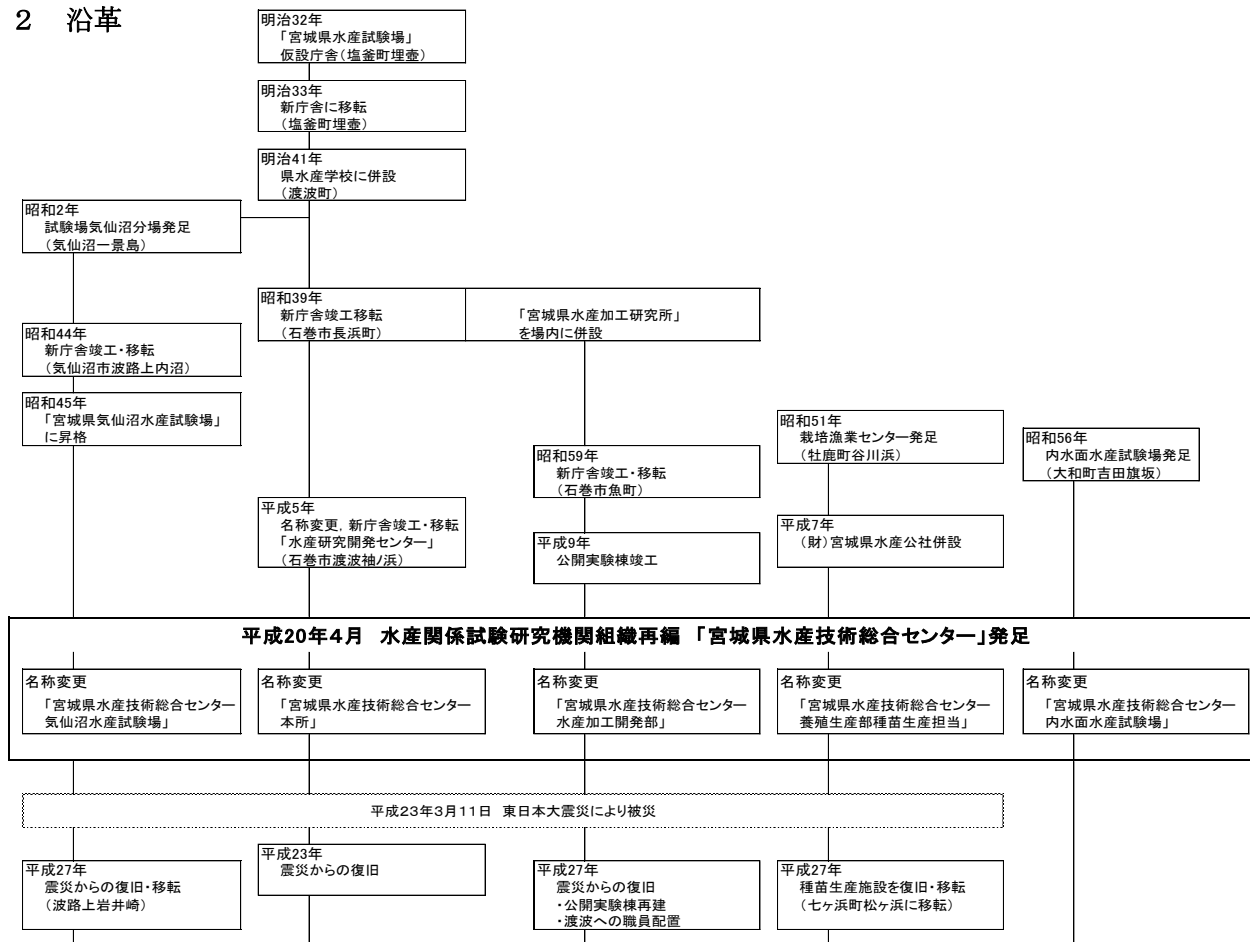 2　沿革
明治32年
「宮城県水産試験場」
仮設庁舎（塩釜町埋壺）
明治33年
新庁舎に移転
（塩釜町埋壺）
明治41年
県水産学校に併設
（渡波町）
昭和2年
試験場気仙沼分場発足
（気仙沼一景島）
昭和39年
新庁舎竣工移転
（石巻市長浜町）
「宮城県水産加工研究所」
を場内に併設
昭和44年
新庁舎竣工・移転
（気仙沼市波路上内沼）
昭和45年
「宮城県気仙沼水産試験場」
に昇格
昭和51年
栽培漁業センター発足
（牡鹿町谷川浜）
昭和56年
内水面水産試験場発足
（大和町吉田旗坂）
昭和59年
新庁舎竣工・移転
（石巻市魚町）
平成5年
名称変更，新庁舎竣工・移転
「水産研究開発センター」
（石巻市渡波袖ノ浜）
平成7年
（財）宮城県水産公社併設
平成9年
公開実験棟竣工
平成20年４月　水産関係試験研究機関組織再編　「宮城県水産技術総合センター」発足
名称変更
「宮城県水産技術総合センター
気仙沼水産試験場」
名称変更
「宮城県水産技術総合センター
本所」
名称変更
「宮城県水産技術総合センター
水産加工開発部」
名称変更
「宮城県水産技術総合センター
養殖生産部種苗生産担当」
名称変更
「宮城県水産技術総合センター
内水面水産試験場」
平成２３年３月１１日　東日本大震災により被災
平成27年
震災からの復旧・移転
（波路上岩井崎）
平成23年
震災からの復旧
平成27年
震災からの復旧
・公開実験棟再建
・渡波への職員配置
平成27年
種苗生産施設を復旧・移転
（七ヶ浜町松ヶ浜に移転）